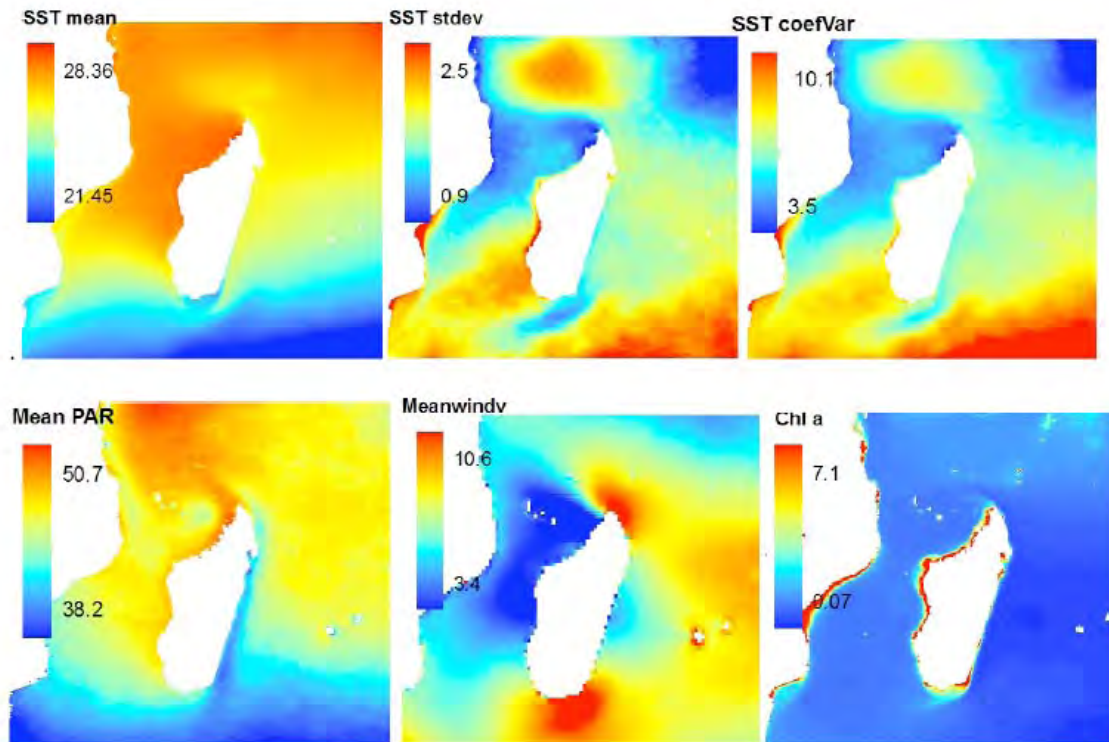 SST mean
28.36
21.45
SST stdev
2.5
0.9
SST coefVar
10.1
3.5
Mean PAR
50.7
38.2
Meanwindv
10.6
3.4
Chl a
7.1
0.07